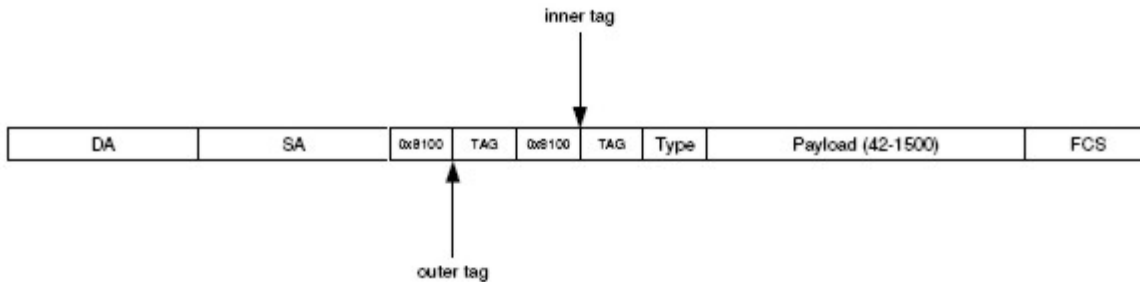 inner tag
DA SA 0x8100 TAG 0x8100 TAG Type Payload (42-1500) FCS
outer tag